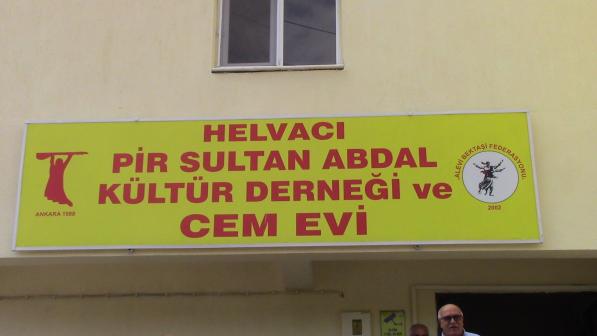 HELVACI
PİR SULTAN ABDAL
KÜLTÜR DERNEĞİ ve
CEM EVİ
ANKARA 1988
ALEVİ BEKTAŞİ FEDERASYONU
2002